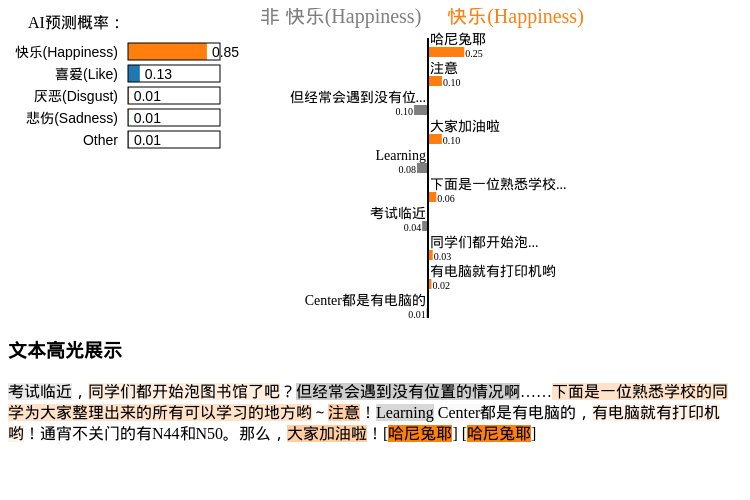 AI预测概率：
快乐(Happiness)
0.85
喜爱(Like)
0.13
厌恶(Disgust)
0.01
悲伤(Sadness)
0.01
Other
0.01
非 快乐(Happiness)
快乐(Happiness)
哈尼兔耶
0.25
注意
0.10
但经常会遇到没有位...
0.10
大家加油啦
0.10
Learning
0.08
下面是一位熟悉学校...
0.06
考试临近
0.04
同学们都开始泡...
0.03
有电脑就有打印机哟
0.02
Center都是有电脑的
0.01
文本高光展示
考试临近，同学们都开始泡图书馆了吧？但经常会遇到没有位置的情况啊……下面是一位熟悉学校的同
学为大家整理出来的所有可以学习的地方哟～注意！Learning Center都是有电脑的，有电脑就有打印机
哟！通宵不关门的有N44和N50。那么，大家加油啦！[哈尼兔耶] [哈尼兔耶]